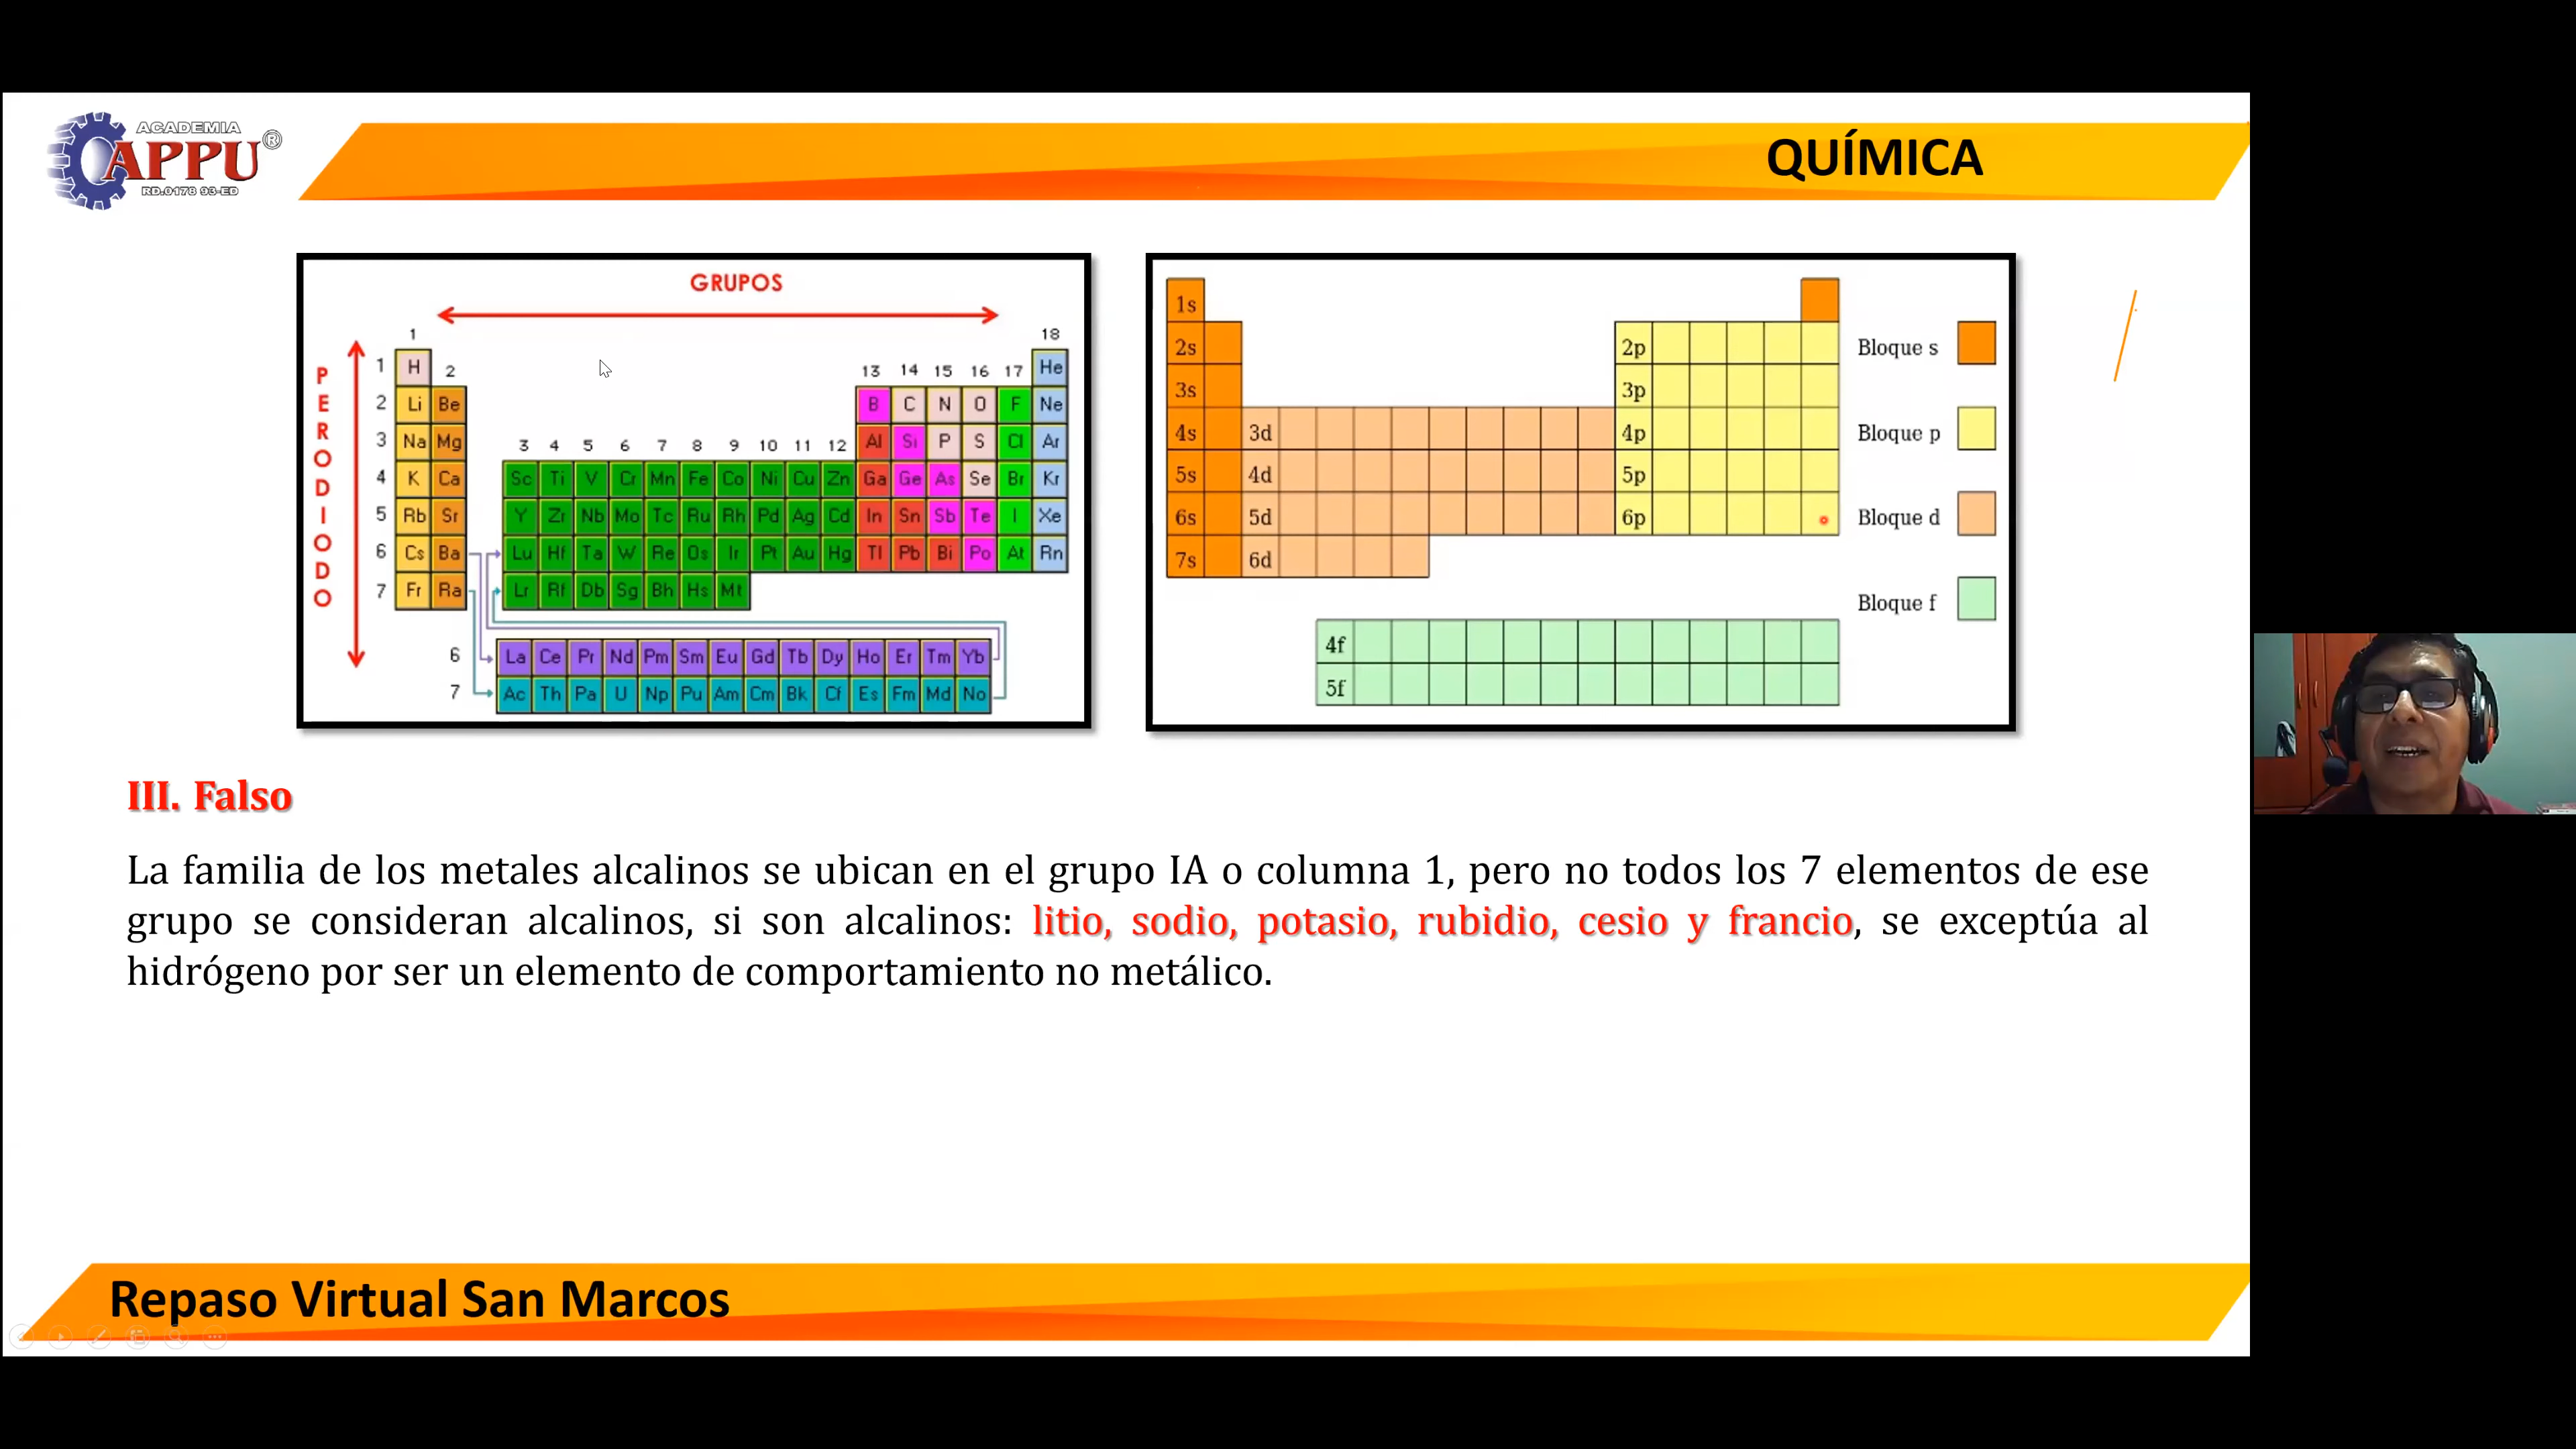 ACADEMIA
APPU®
RD.0178 93-ED
QUÍMICA
GRUPOS
PERODIDO
1 18
1 H 2 13 14 15 16 17 He
2 Li Be B C N O F Ne
3 Na Mg 3 4 5 6 7 8 9 10 11 12 Al Si P S Cl Ar
4 K Ca Sc Ti V Cr Mn Fe Co Ni Cu Zn Ga Ge As Se Br Kr
5 Rb Sr Y Zr Nb Mo Tc Ru Rh Pd Ag Cd In Sn Sb Te I Xe
6 Cs Ba Lu Hf Ta W Re Os Ir Pt Au Hg Tl Pb Bi Po At Rn
7 Fr Ra Lr Rf Db Sg Bh Hs Mt
6 La Ce Pr Nd Pm Sm Eu Gd Tb Dy Ho Er Tm Yb
7 Ac Th Pa U Np Pu Am Cm Bk Cf Es Fm Md No
1s
2s 2p Bloque s
3s 3p
4s 3d 4p Bloque p
5s 4d 5p
6s 5d 6p Bloque d
7s 6d
Bloque f
4f
5f
III. Falso
La familia de los metales alcalinos se ubican en el grupo IA o columna 1, pero no todos los 7 elementos de ese
grupo se consideran alcalinos, si son alcalinos: litio, sodio, potasio, rubidio, cesio y francio, se exceptúa al
hidrógeno por ser un elemento de comportamiento no metálico.
Repaso Virtual San Marcos